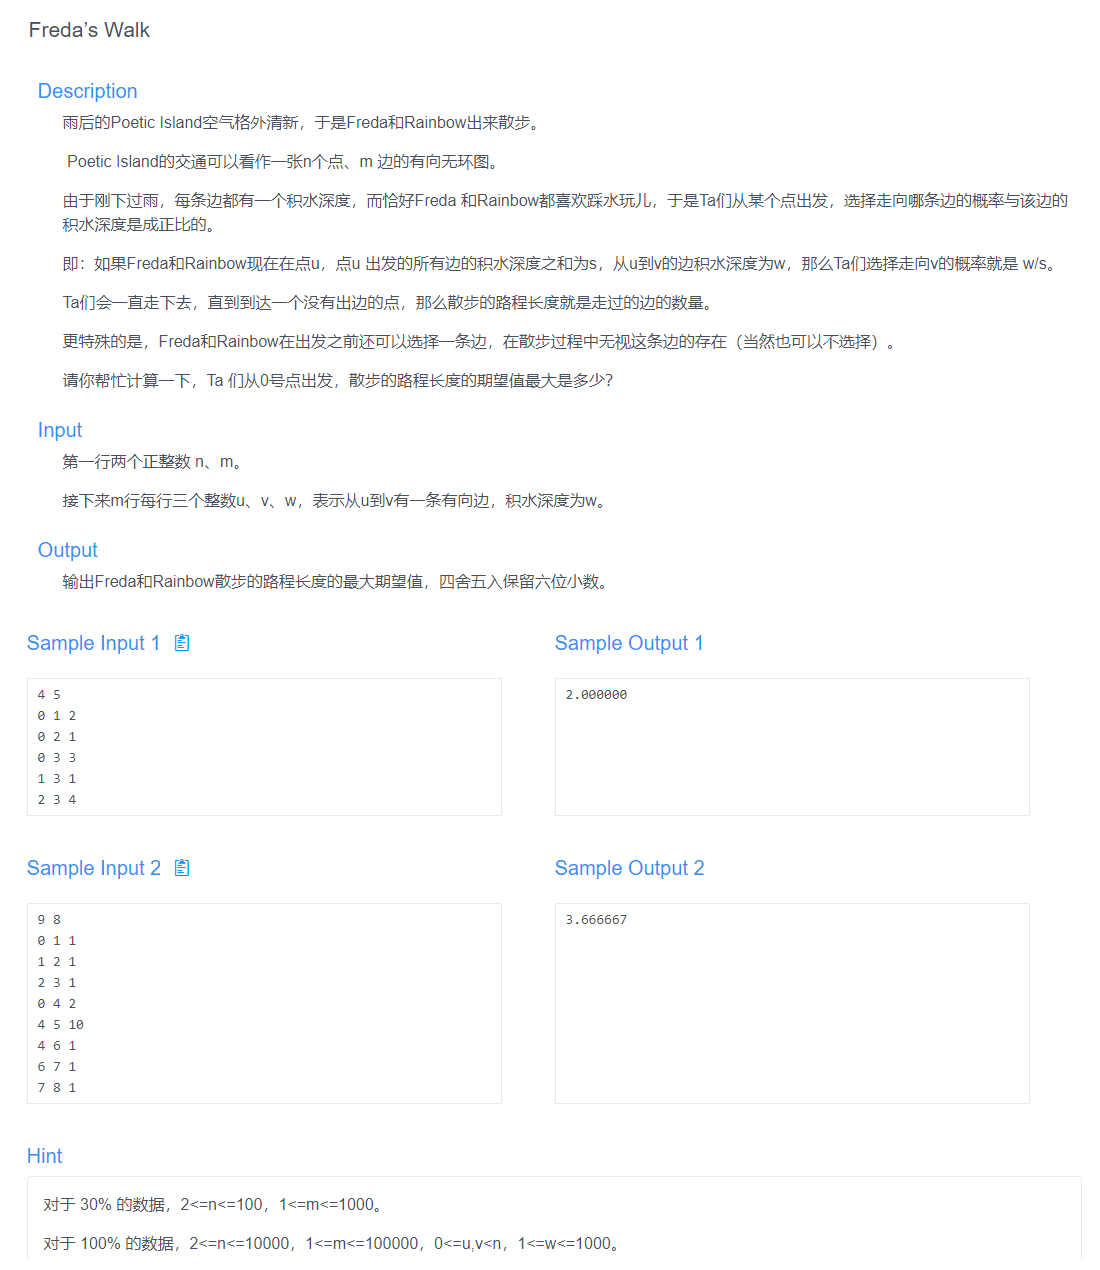 Freda’s Walk
Description
雨后的Poetic Island空气格外清新，于是Freda和Rainbow出来散步。
Poetic Island的交通可以看作一张n个点、m 边的有向无环图。
由于刚下过雨，每条边都有一个积水深度，而恰好Freda 和Rainbow都喜欢踩水玩儿，于是Ta们从某个点出发，选择走向哪条边的概率与该边的
积水深度是成正比的。
即：如果Freda和Rainbow现在在点u，点u 出发的所有边的积水深度之和为s，从u到v的边积水深度为w，那么Ta们选择走向v的概率就是 w/s。
Ta们会一直走下去，直到到达一个没有出边的点，那么散步的路程长度就是走过的边的数量。
更特殊的是，Freda和Rainbow在出发之前还可以选择一条边，在散步过程中无视这条边的存在（当然也可以不选择）。
请你帮忙计算一下，Ta 们从0号点出发，散步的路程长度的期望值最大是多少？
Input
第一行两个正整数 n、m。
接下来m行每行三个整数u、v、w，表示从u到v有一条有向边，积水深度为w。
Output
输出Freda和Rainbow散步的路程长度的最大期望值，四舍五入保留六位小数。
Sample Input 1
4 5
0 1 2
0 2 1
0 3 3
1 3 1
2 3 4
Sample Output 1
2.000000
Sample Input 2
9 8
0 1 1
1 2 1
2 3 1
0 4 2
4 5 10
4 6 1
6 7 1
7 8 1
Sample Output 2
3.666667
Hint
对于 30% 的数据，2<=n<=100，1<=m<=1000。
对于 100% 的数据，2<=n<=10000，1<=m<=100000，0<=u,v<n，1<=w<=1000。